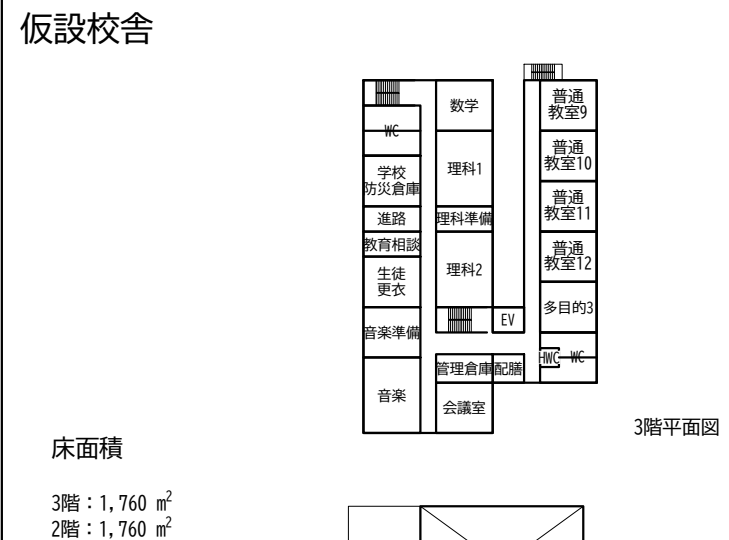 仮設校舎
数学
普通
教室9
WC
理科1
普通
教室10
学校
防災倉庫
進路
理科準備
普通
教室11
教育相談
理科2
普通
教室12
生徒
更衣
多目的3
EV
音楽準備
HWC
WC
管理倉庫
配膳
音楽
会議室
3階平面図
床面積
3階:1,760 m²
2階:1,760 m²